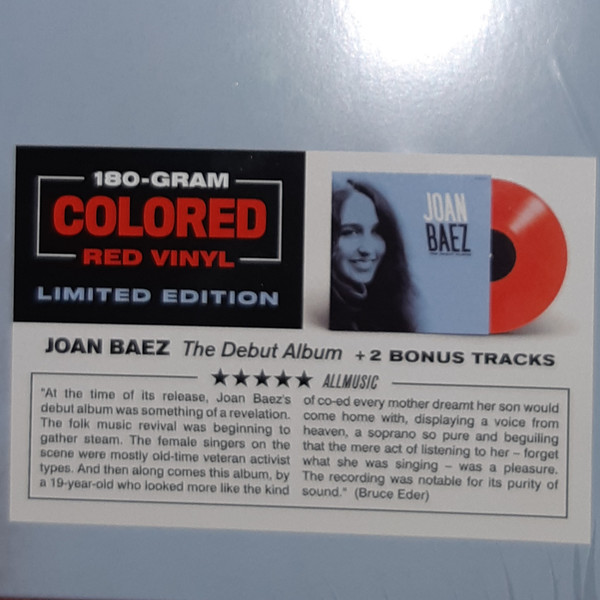 180-GRAM
COLORED
RED VINYL
LIMITED EDITION
JOAN
BAEZ
JOAN BAEZ The Debut Album + 2 BONUS TRACKS
★★★★★ ALLMUSIC
"At the time of its release, Joan Baez's
debut album was something of a revelation.
The folk music revival was beginning to
gather steam. The female singers on the
scene were mostly old-time veteran activist
types. And then along comes this album, by
a 19-year-old who looked more like the kind
of co-ed every mother dreamt her son would
come home with, displaying a voice from
heaven, a soprano so pure and beguiling
that the mere act of listening to her – forget
what she was singing – was a pleasure.
The recording was notable for its purity of
sound." (Bruce Eder)